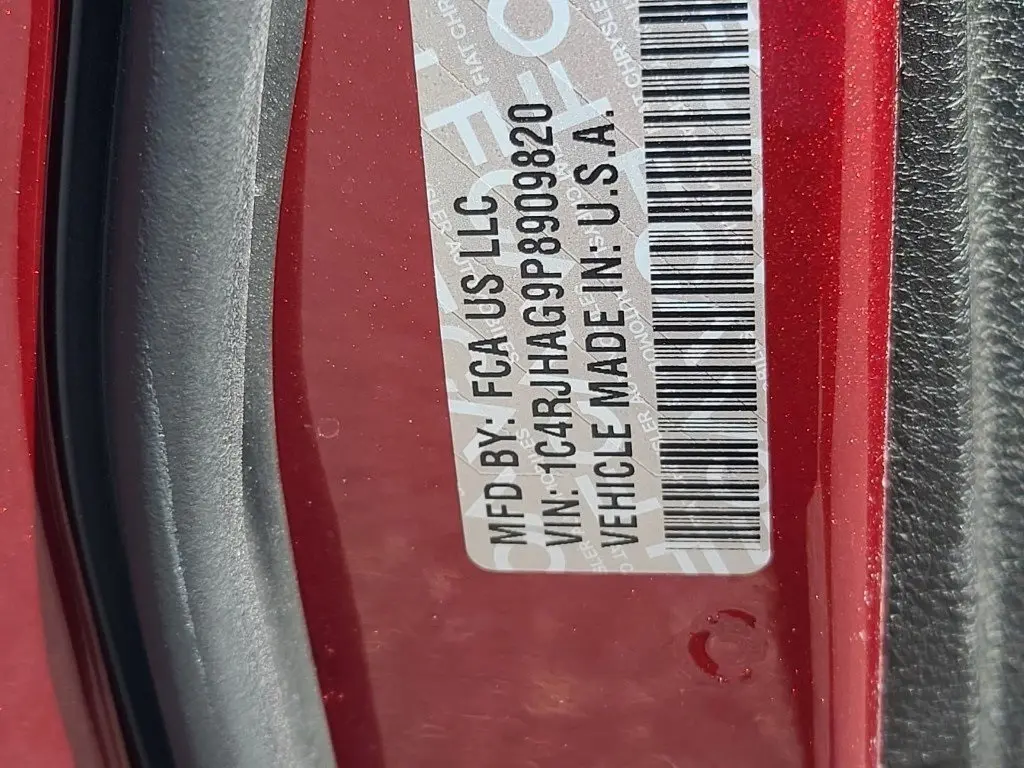 MFD BY: FCA US LLC
VIN: 1C4RJHAG9P8909820
VEHICLE MADE IN: U.S.A.